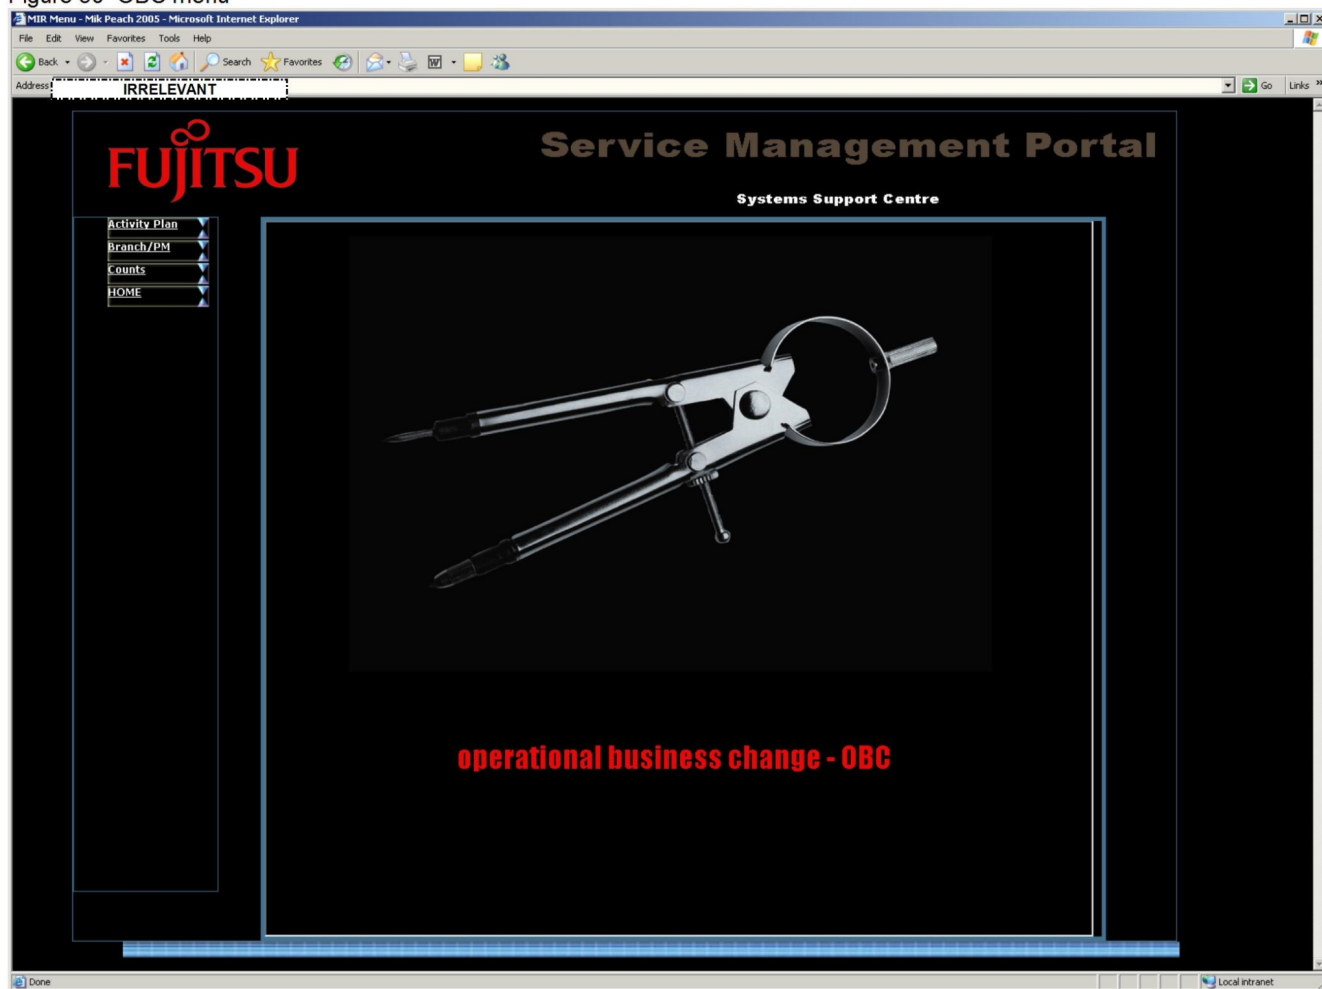 MIR Menu - Mik Peach 2005 - Microsoft Internet Explorer
File Edit View Favorites Tools Help
Back Search Favorites
Address IRRELEVANT Go Links »
FUJITSU
Service Management Portal
Systems Support Centre
Activity Plan
Branch/PM
Counts
HOME
operational business change - OBC
Done Local intranet